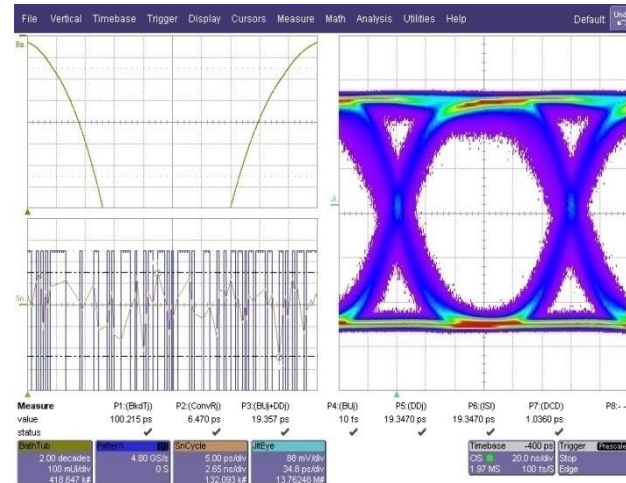 File Vertical Timebase Trigger Display Cursors Measure Math Analysis Utilities Help Default Und
Ba.
Sn.
Measure P1:(BkdTj) P2:(ConvRj) P3:(BUj+DDj) P4:(BUj) P5:(DDj) P6:(ISI) P7:(DCD) P8:- -
value 100.215 ps 6.470 ps 19.357 ps 10 fs 19.3470 ps 19.3470 ps 1.0360 ps
status
BathTub Pattern SnCycle JitEye Timebase -400 ps Trigger
2.00 decades 4.80 GS/s 5.00 ps/div 88 mV/div CIS 20.0 ns/div Stop
100 mUI/div 0 S 2.65 ns/div 34.8 ps/div 1.97 MS 100 fs/S Edge
418.647 k# 132.093 k# 13.76248 M#